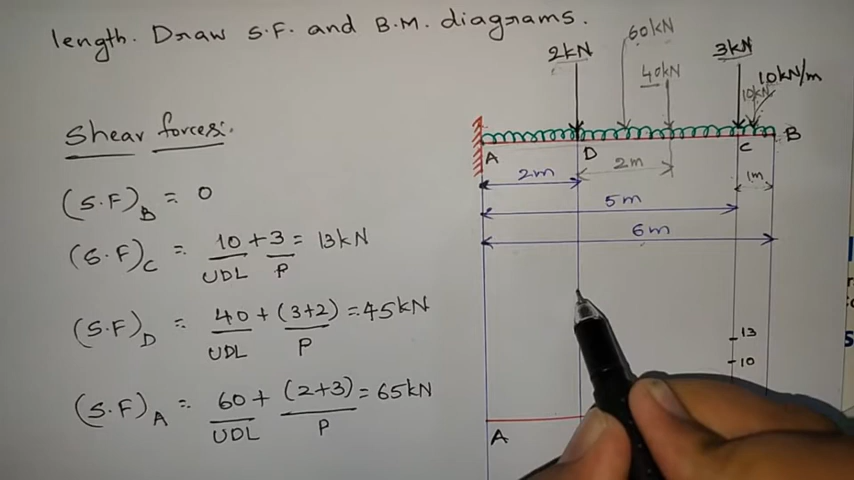 length. Draw S.F. and B.M. diagrams.
Shear forces:
(S.F)B = 0
(S.F)C = 10 + 3 = 13kN
UDL P
(S.F)D = 40 + (3+2) = 45kN
UDL P
(S.F)A = 60 + (2+3) = 65kN
UDL P
60kN
2kN 3kN
40kN 10kN/m
10kN
A D C B
2m 2m 1m
5m
6m
13
10
A